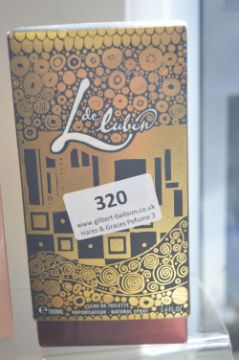 L de Lubin
320
www.gilbert-baitson.co.uk
Hares & Graces Pefume 3
e 100ML
EAU DE TOILETTE
VAPORISATEUR - NATURAL SPRAY
3.4 FL.OZ